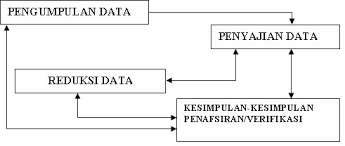 PENGUMPULAN DATA
PENYAJIAN DATA
REDUKSI DATA
KESIMPULAN-KESIMPULAN
PENAFSIRAN/VERIFIKASI